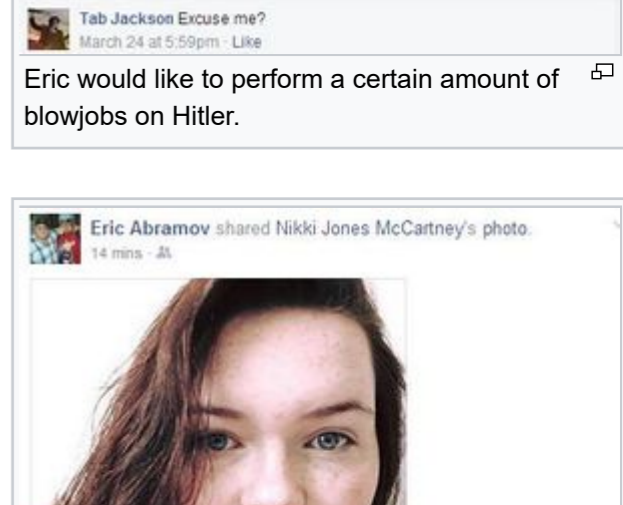 Tab Jackson Excuse me?
March 24 at 5:59pm · Like
Eric would like to perform a certain amount of
blowjobs on Hitler.
Eric Abramov shared Nikki Jones McCartney's photo.
14 mins ·